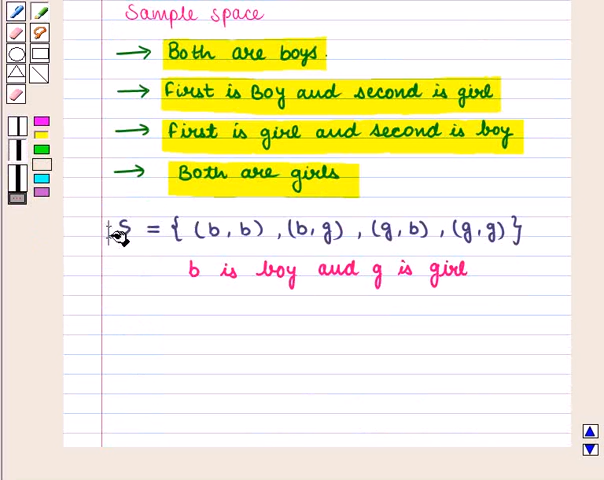 Sample space
→ Both are boys.
→ First is Boy and second is girl
→ First is girl and second is boy
→ Both are girls
S = { (b, b) , (b, g) , (g, b) , (g, g) }
b is boy and g is girl